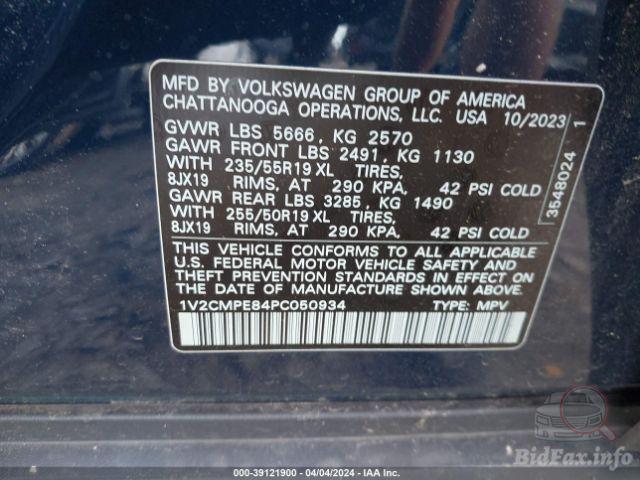 MFD BY VOLKSWAGEN GROUP OF AMERICA
CHATTANOOGA OPERATIONS, LLC. USA 10/2023
GVWR LBS 5666, KG 2570
GAWR FRONT LBS 2491, KG 1130
WITH 235/55R19 XL TIRES,
8JX19 RIMS, AT 290 KPA, 42 PSI COLD
GAWR REAR LBS 3285, KG 1490
WITH 255/50R19 XL TIRES,
8JX19 RIMS, AT 290 KPA, 42 PSI COLD
THIS VEHICLE CONFORMS TO ALL APPLICABLE
U.S. FEDERAL MOTOR VEHICLE SAFETY AND
THEFT PREVENTION STANDARDS IN EFFECT ON
THE DATE OF MANUFACTURE SHOWN ABOVE.
1V2CMPE84PC050934 TYPE: MPV
3548024 1
BidFax.info
000-39121900 - 04/04/2024 - IAA Inc.